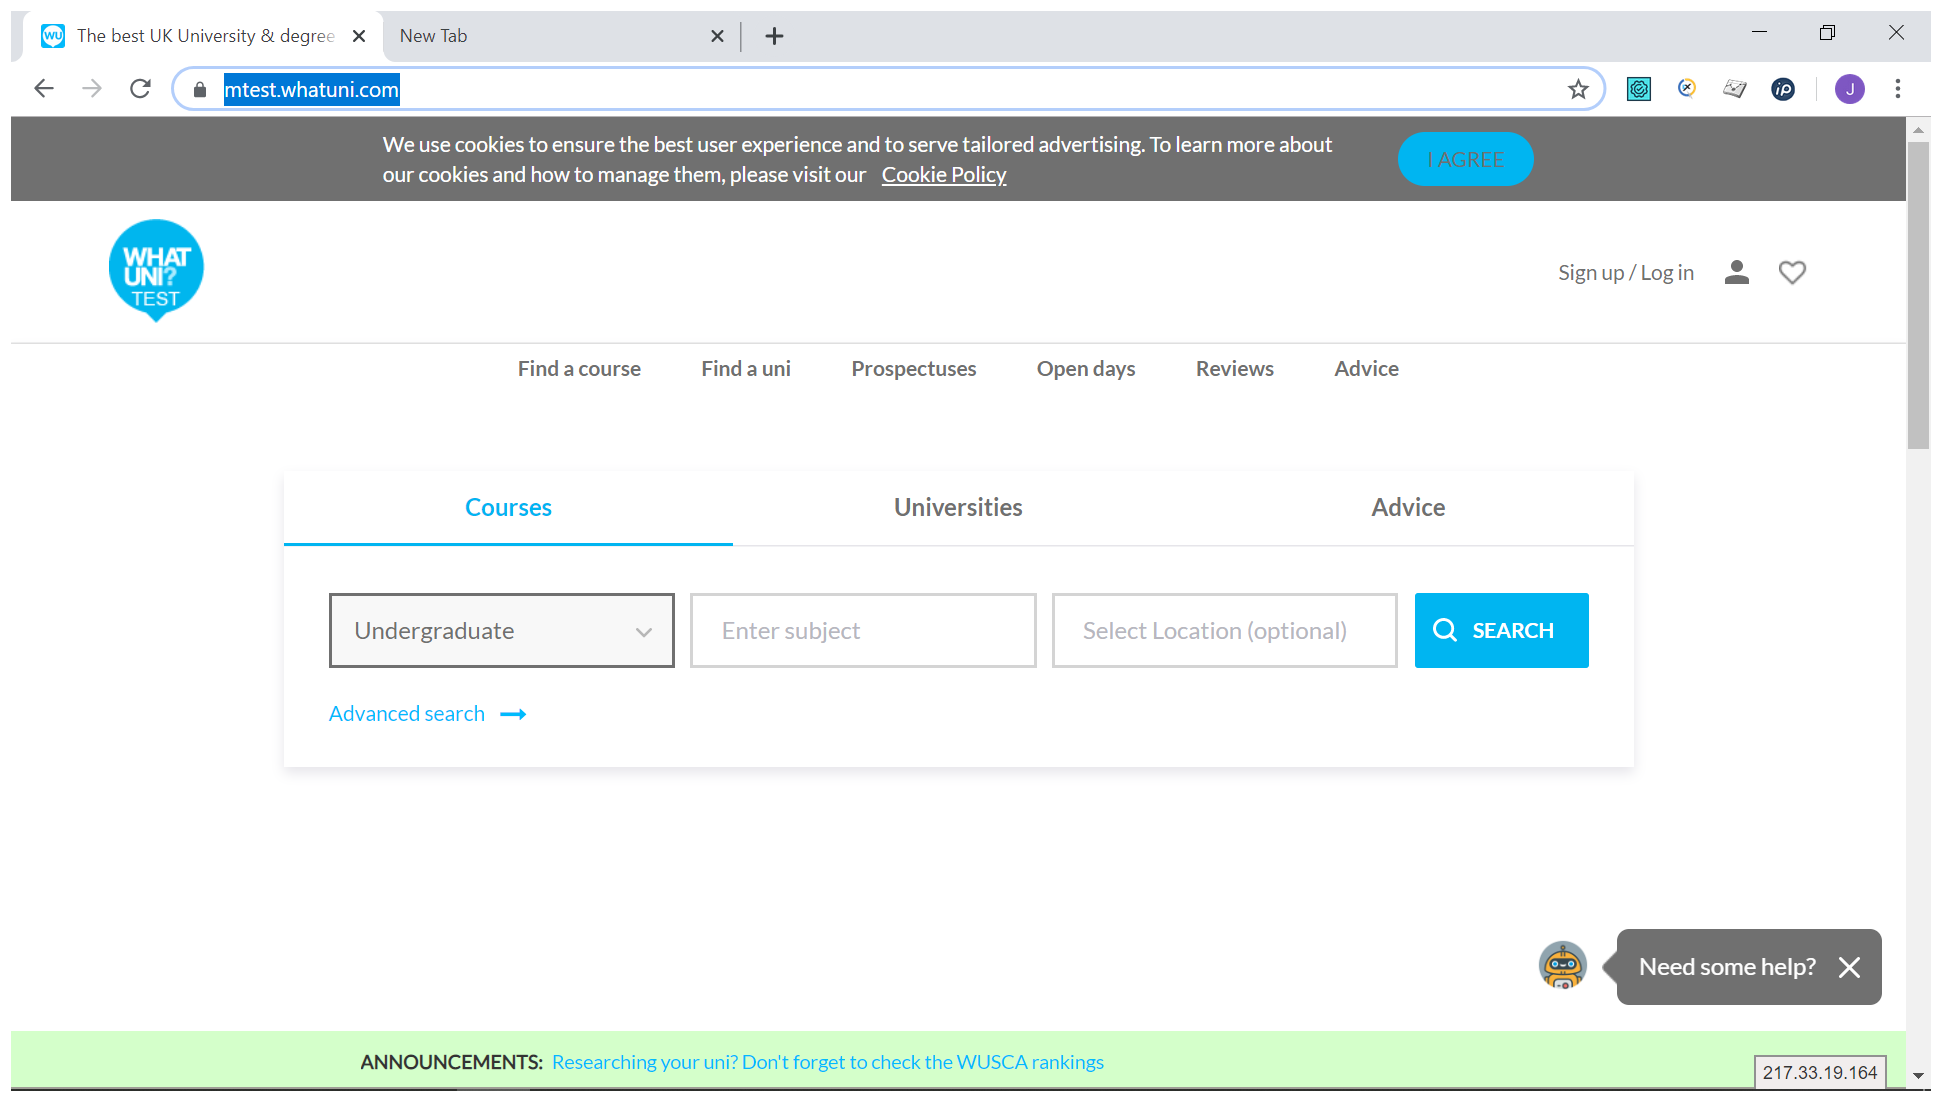 WU The best UK University & degree
New Tab
mtest.whatuni.com
iP
J
We use cookies to ensure the best user experience and to serve tailored advertising. To learn more about
our cookies and how to manage them, please visit our Cookie Policy
I AGREE
WHAT
UNI?
TEST
Sign up / Log in
Find a course Find a uni Prospectuses Open days Reviews Advice
Courses Universities Advice
Undergraduate Enter subject Select Location (optional) SEARCH
Advanced search
Need some help?
ANNOUNCEMENTS: Researching your uni? Don't forget to check the WUSCA rankings
217.33.19.164